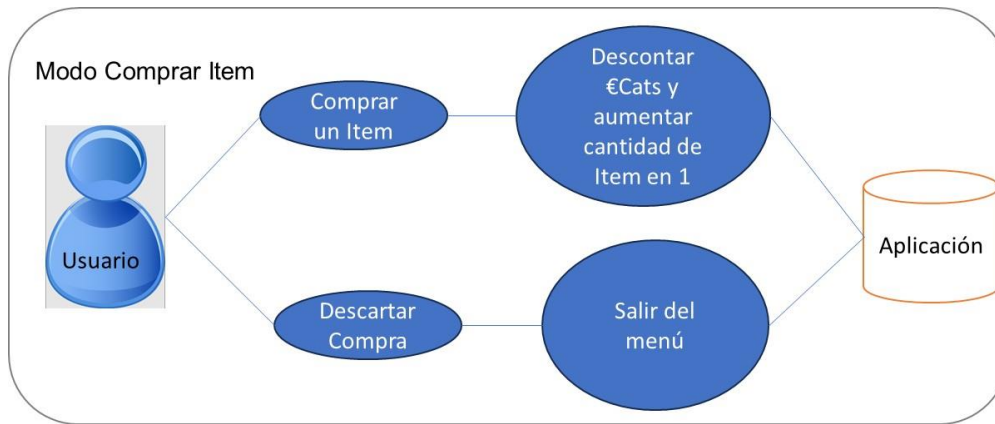 Modo Comprar Item
Usuario
Comprar
un Item
Descontar
€Cats y
aumentar
cantidad de
Item en 1
Descartar
Compra
Salir del
menú
Aplicación